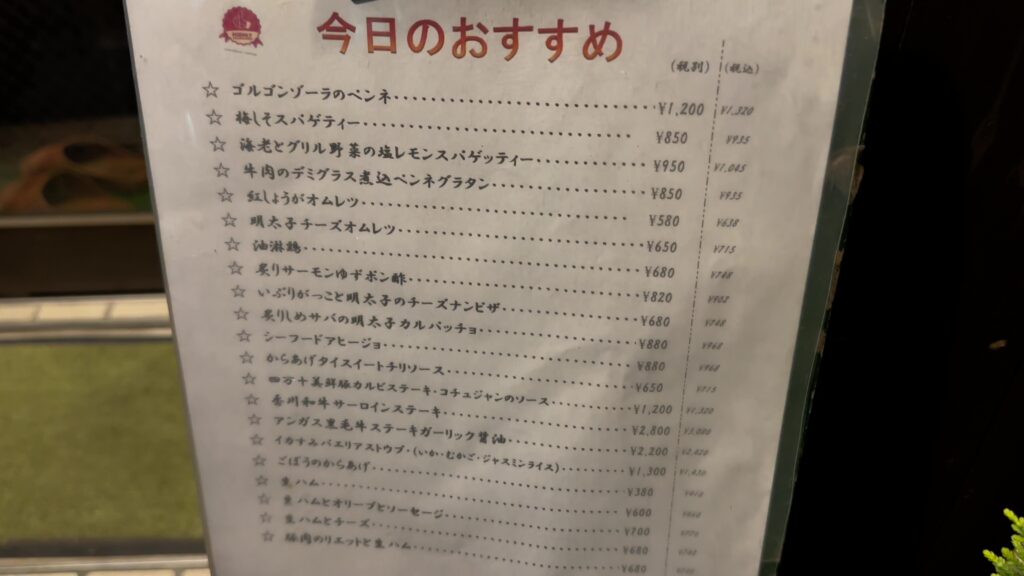 今日のおすすめ
(税別) (税込)
☆ ゴルゴンゾーラのペンネ ¥1,200 ¥1,320
☆ 梅しそスパゲティー ¥850 ¥935
☆ 海老とグリル野菜の塩レモンスパゲッティー ¥950 ¥1,045
☆ 牛肉のデミグラス煮込ペンネグラタン ¥850 ¥935
☆ 紅しょうがオムレツ ¥580 ¥638
☆ 明太子チーズオムレツ ¥650 ¥715
☆ 油淋鶏 ¥680 ¥748
☆ 炙りサーモンゆずポン酢 ¥820 ¥902
☆ いぶりがっこと明太子のチーズナンピザ ¥680 ¥748
☆ 炙りしめサバの明太子カルパッチョ ¥880 ¥968
☆ シーフードアヒージョ ¥880 ¥968
☆ からあげタイスイートチリソース ¥650 ¥715
☆ 四万十美鮮豚カルビステーキ・コチュジャンのソース ¥1,200 ¥1,320
☆ 香川和牛サーロインステーキ ¥2,800 ¥3,080
☆ アンガス黒毛牛ステーキガーリック醤油 ¥2,200 ¥2,420
☆ イカすみパエリアストウブ・(いか・むかご・ジャスミンライス) ¥1,300 ¥1,430
☆ ごぼうのからあげ ¥380
☆ 生ハム ¥600
☆ 生ハムとオリーブとソーセージ ¥700
☆ 生ハムとチーズ ¥680
☆ 豚肉のリエットと生ハム ¥680